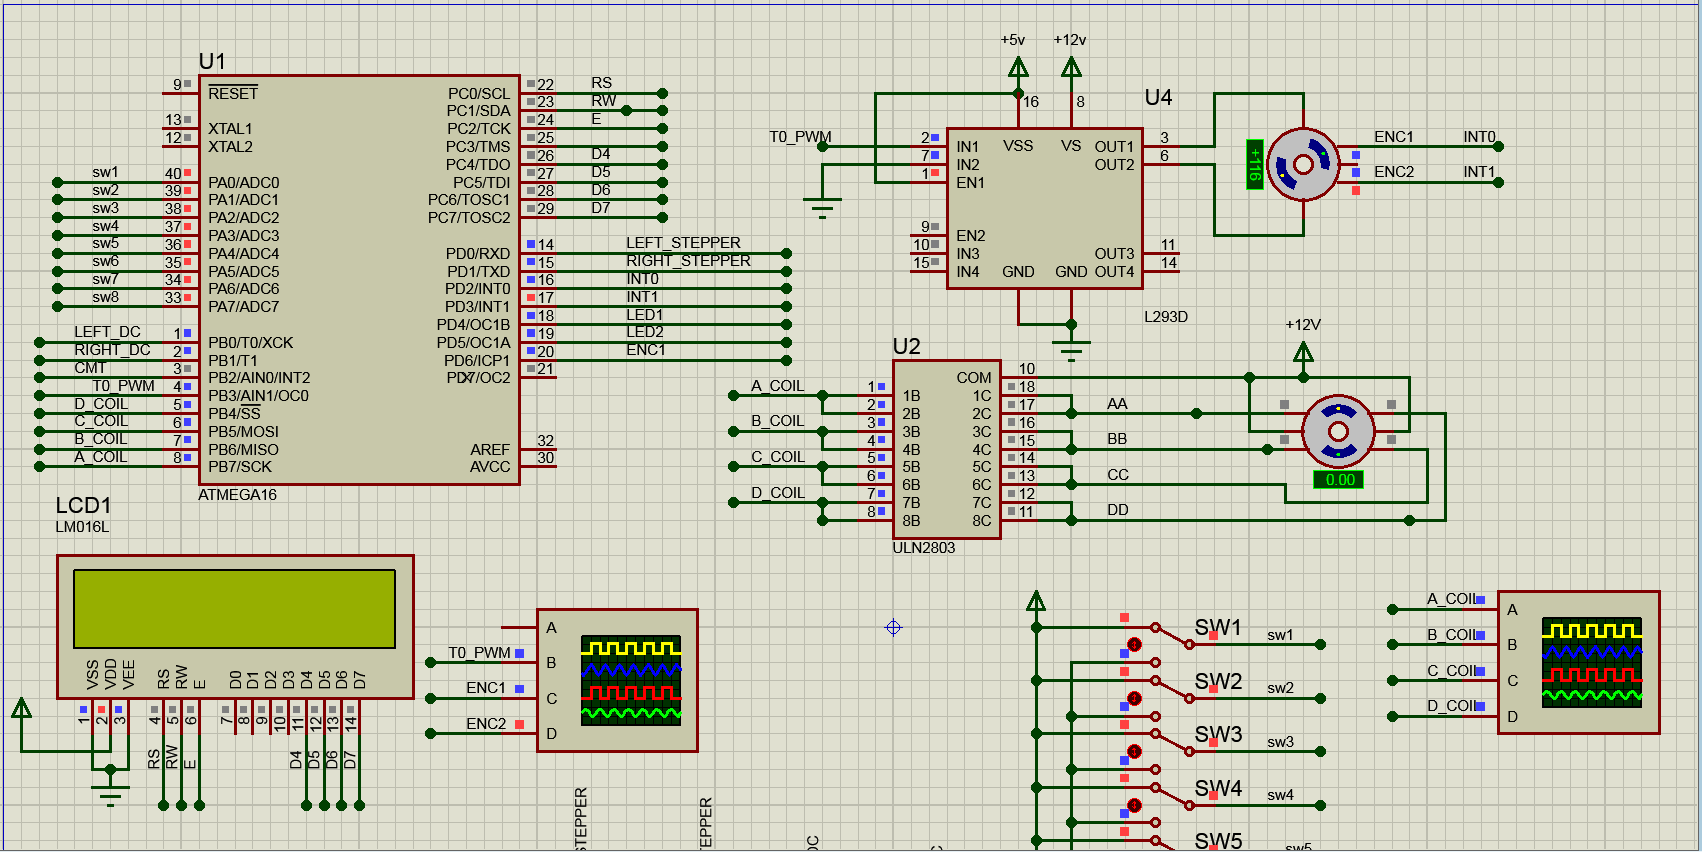 U1
9 RESET
13 XTAL1
12 XTAL2
sw1 40 PA0/ADC0
sw2 39 PA1/ADC1
sw3 38 PA2/ADC2
sw4 37 PA3/ADC3
sw5 36 PA4/ADC4
sw6 35 PA5/ADC5
sw7 34 PA6/ADC6
sw8 33 PA7/ADC7
LEFT_DC 1 PB0/T0/XCK
RIGHT_DC 2 PB1/T1
CMT 3 PB2/AIN0/INT2
T0_PWM 4 PB3/AIN1/OC0
D_COIL 5 PB4/SS
C_COIL 6 PB5/MOSI
B_COIL 7 PB6/MISO
A_COIL 8 PB7/SCK
PC0/SCL 22 RS
PC1/SDA 23 RW
PC2/TCK 24 E
PC3/TMS 25
PC4/TDO 26 D4
PC5/TDI 27 D5
PC6/TOSC1 28 D6
PC7/TOSC2 29 D7
PD0/RXD 14 LEFT_STEPPER
PD1/TXD 15 RIGHT_STEPPER
PD2/INT0 16 INT0
PD3/INT1 17 INT1
PD4/OC1B 18 LED1
PD5/OC1A 19 LED2
PD6/ICP1 20 ENC1
PD7/OC2 21
AREF 32
AVCC 30
ATMEGA16
+5v +12v
16 8
U4
T0_PWM 2 IN1 VSS VS OUT1 3
7 IN2 OUT2 6
1 EN1
9 EN2
10 IN3 OUT3 11
15 IN4 GND GND OUT4 14
L293D
+116
ENC1 INT0
ENC2 INT1
U2
A_COIL 1 1B
2 2B
B_COIL 3 3B
4 4B
C_COIL 5 5B
6 6B
D_COIL 7 7B
8 8B
COM 10
1C 18
2C 17 AA
3C 16
4C 15 BB
5C 14
6C 13 CC
7C 12
8C 11 DD
ULN2803
+12V
0.00
LCD1
LM016L
VSS VDD VEE RS RW E D0 D1 D2 D3 D4 D5 D6 D7
1 2 3 4 5 6 7 8 9 10 11 12 13 14
RS RW E D4 D5 D6 D7
A
T0_PWM B
ENC1 C
ENC2 D
SW1 sw1
SW2 sw2
SW3 sw3
SW4 sw4
SW5 sw5
A_COIL A
B_COIL B
C_COIL C
D_COIL D
STEPPER
TEPPER